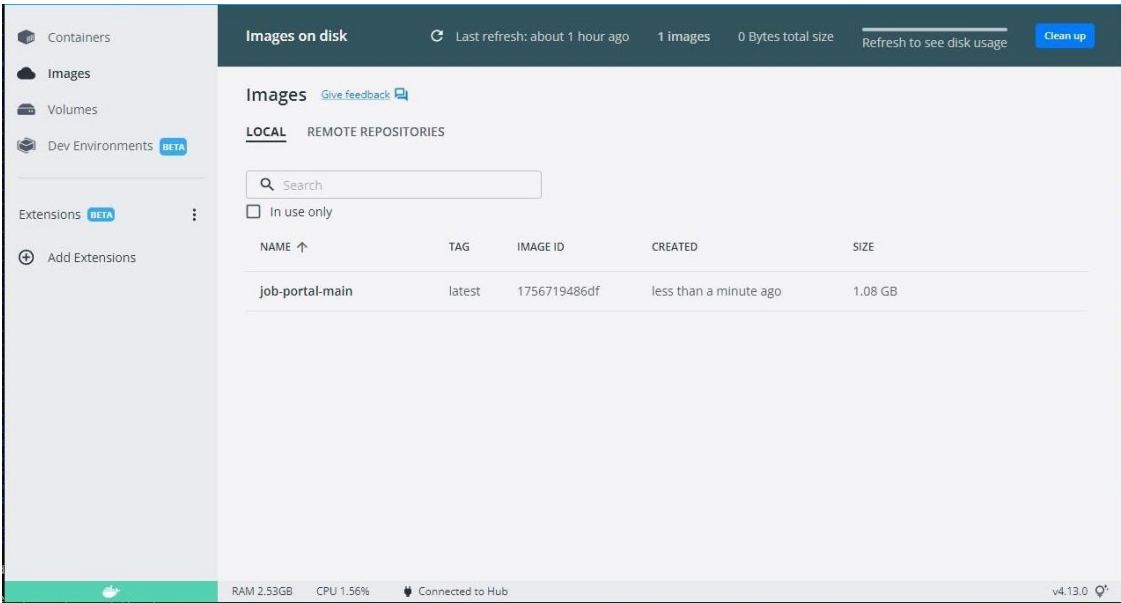 Containers
Images
Volumes
Dev Environments BETA
Extensions BETA
Add Extensions
Images on disk
Last refresh: about 1 hour ago
1 images
0 Bytes total size
Refresh to see disk usage
Clean up
Images Give feedback
LOCAL REMOTE REPOSITORIES
Search
In use only
NAME TAG IMAGE ID CREATED SIZE
job-portal-main latest 1756719486df less than a minute ago 1.08 GB
RAM 2.53GB CPU 1.56% Connected to Hub v4.13.0